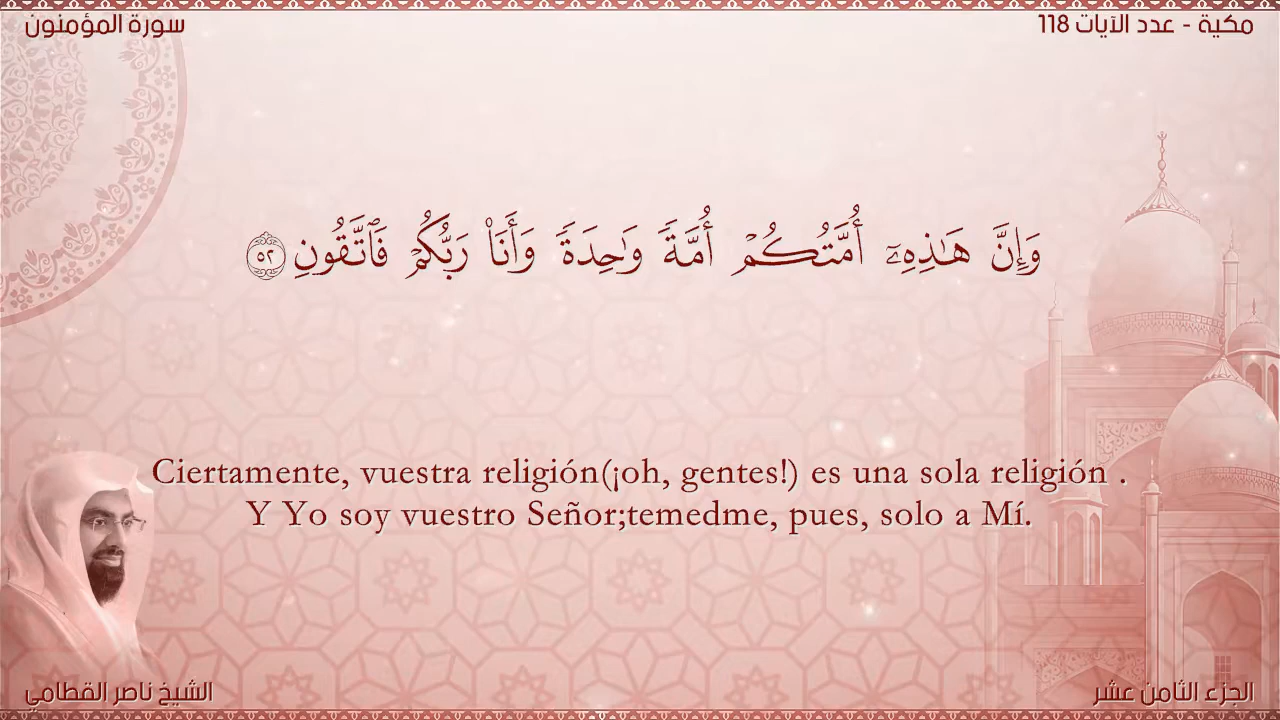 سورة المؤمنون
مكية - عدد الآيات 118
وَإِنَّ هَـٰذِهِۦٓ أُمَّتُكُمْ أُمَّةً وَٰحِدَةً وَأَنَا۠ رَبُّكُمْ فَٱتَّقُونِ ٥٢
Ciertamente, vuestra religión(¡oh, gentes!) es una sola religión .
Y Yo soy vuestro Señor;temedme, pues, solo a Mí.
الشيخ ناصر القطامي
الجزء الثامن عشر